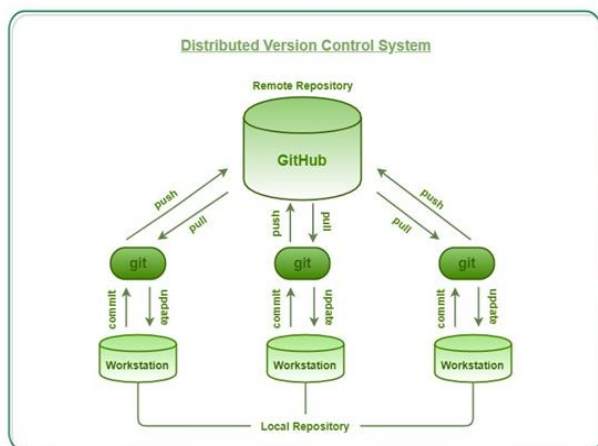 Distributed Version Control System
Remote Repository
GitHub
push
pull
push
pull
push
pull
git
git
git
commit
update
commit
update
commit
update
Workstation
Workstation
Workstation
Local Repository